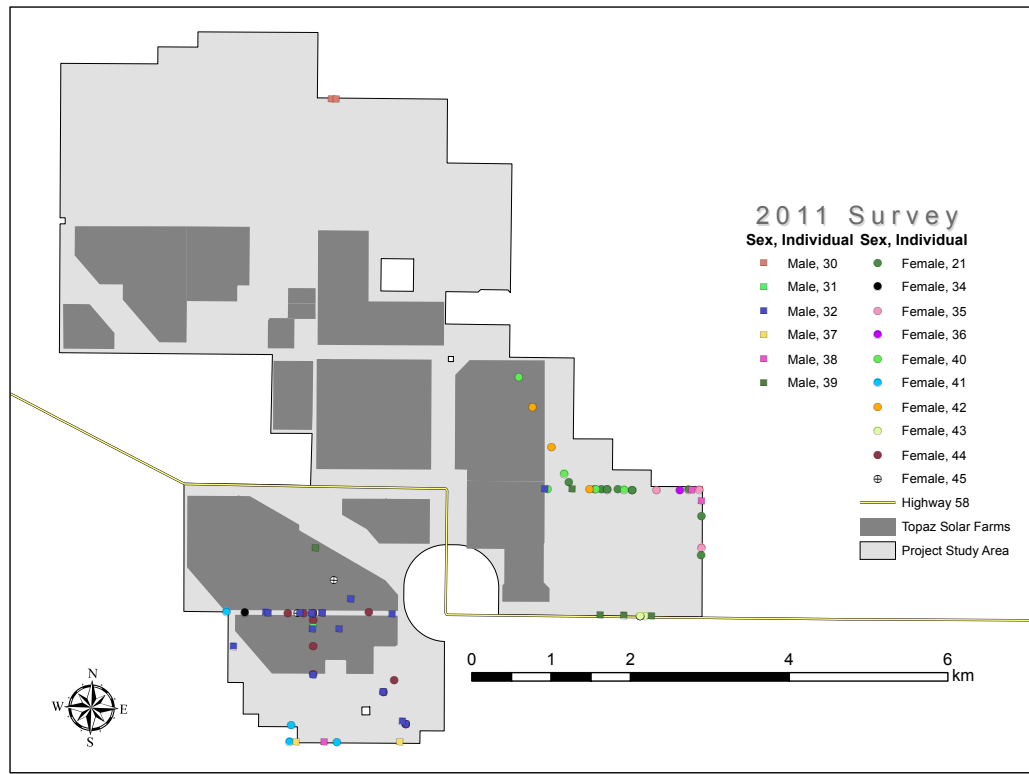 2011 Survey
Sex, Individual Sex, Individual
Male, 30 Female, 21
Male, 31 Female, 34
Male, 32 Female, 35
Male, 37 Female, 36
Male, 38 Female, 40
Male, 39 Female, 41
Female, 42
Female, 43
Female, 44
Female, 45
Highway 58
Topaz Solar Farms
Project Study Area
0 1 2 4 6
km
N
W E
S